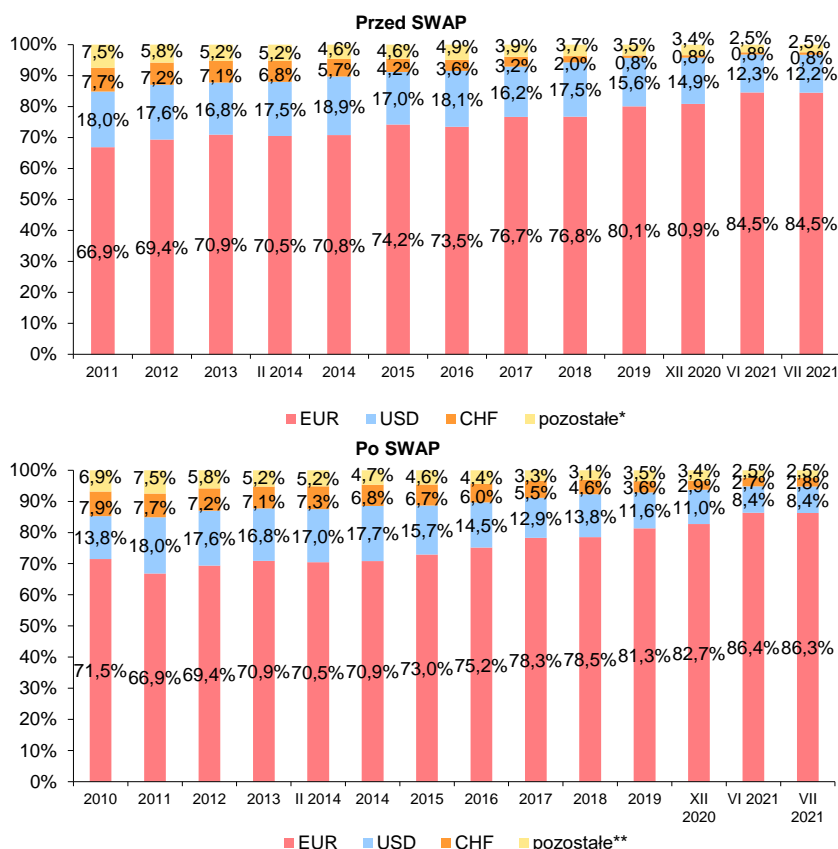 Przed SWAP
100%
90%
80%
70%
60%
50%
40%
30%
20%
10%
0%
7,5% 5,8% 5,2% 5,2% 4,6% 4,6% 4,9% 3,9% 3,7% 3,5% 3,4% 2,5% 2,5%
7,7% 7,2% 7,1% 6,8% 5,7% 4,2% 3,6% 3,2% 2,0% 0,8% 0,8% 0,8% 0,8%
18,0% 17,6% 16,8% 17,5% 18,9% 17,0% 18,1% 16,2% 17,5% 15,6% 14,9% 12,3% 12,2%
66,9% 69,4% 70,9% 70,5% 70,8% 74,2% 73,5% 76,7% 76,8% 80,1% 80,9% 84,5% 84,5%
2011 2012 2013 II 2014 2014 2015 2016 2017 2018 2019 XII 2020 VI 2021 VII 2021
EUR USD CHF pozostałe*
Po SWAP
100%
90%
80%
70%
60%
50%
40%
30%
20%
10%
0%
6,9% 7,5% 5,8% 5,2% 5,2% 4,7% 4,6% 4,4% 3,3% 3,1% 3,5% 3,4% 2,5% 2,5%
7,9% 7,7% 7,2% 7,1% 7,3% 6,8% 6,7% 6,0% 5,5% 4,6% 3,6% 2,9% 2,7% 2,8%
13,8% 18,0% 17,6% 16,8% 17,0% 17,7% 15,7% 14,5% 12,9% 13,8% 11,6% 11,0% 8,4% 8,4%
71,5% 66,9% 69,4% 70,9% 70,5% 70,9% 73,0% 75,2% 78,3% 78,5% 81,3% 82,7% 86,4% 86,3%
2010 2011 2012 2013 II 2014 2014 2015 2016 2017 2018 2019 XII 2020 VI 2021 VII 2021
EUR USD CHF pozostałe**